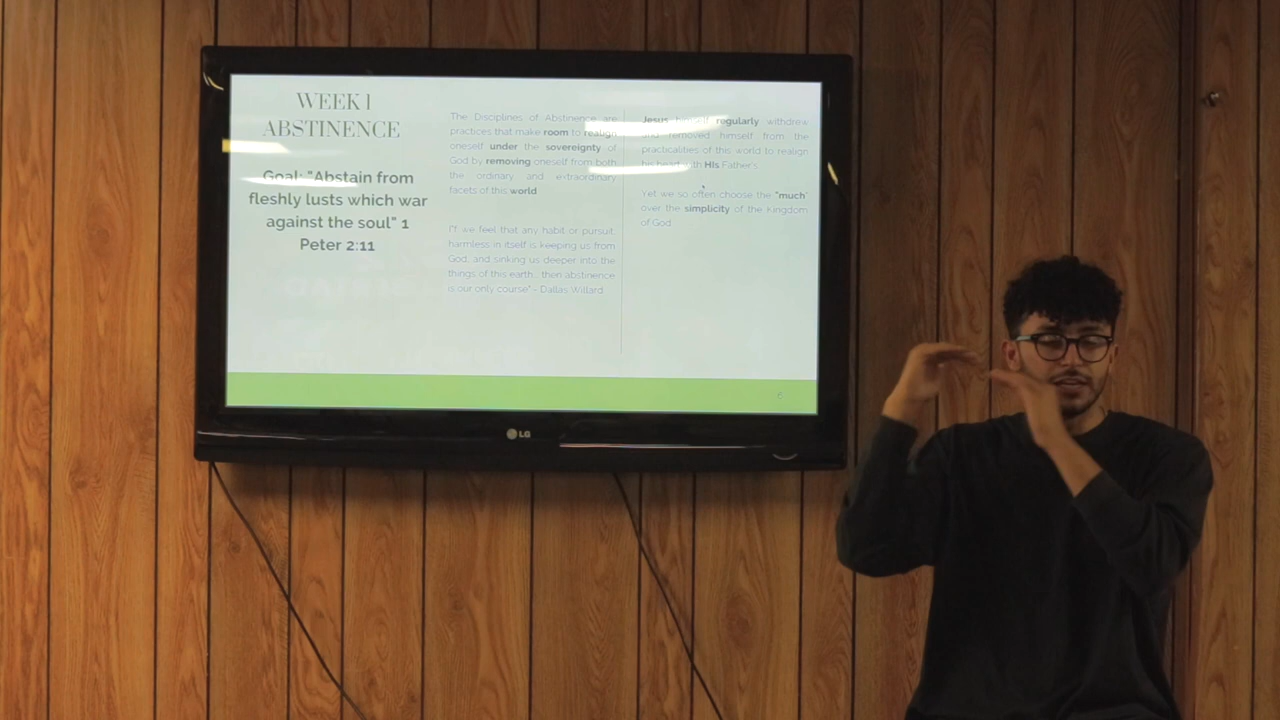 WEEK 1
ABSTINENCE
Goal: "Abstain from
fleshly lusts which war
against the soul" 1
Peter 2:11
The Disciplines of Abstinence are
practices that make room to realign
oneself under the sovereignty of
God by removing oneself from both
the ordinary and extraordinary
facets of this world
I"f we feel that any habit or pursuit,
harmless in itself is keeping us from
God, and sinking us deeper into the
things of this earth... then abstinence
is our only course" - Dallas Willard
Jesus himself regularly withdrew
and removed himself from the
practicalities of this world to realign
his heart with His Father's
Yet we so often choose the "much"
over the simplicity of the Kingdom
of God
6
LG